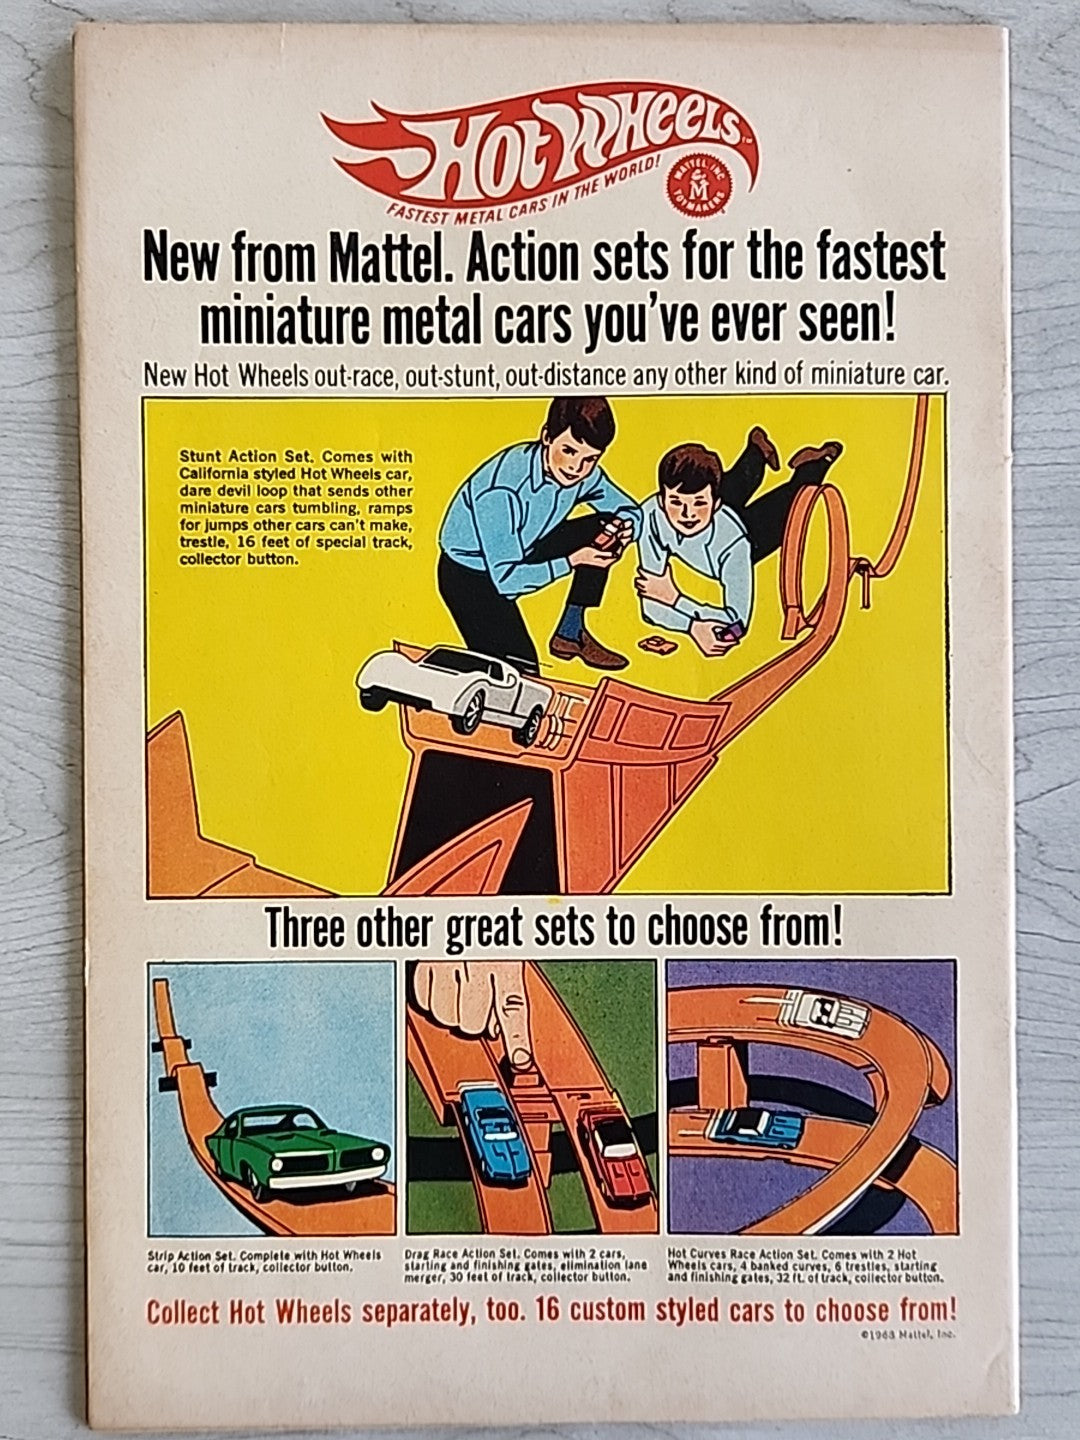 HOT WHEELS
FASTEST METAL CARS IN THE WORLD!
MATTEL, INC.
M
TOYMAKERS
New from Mattel. Action sets for the fastest
miniature metal cars you've ever seen!
New Hot Wheels out-race, out-stunt, out-distance any other kind of miniature car.
Stunt Action Set. Comes with
California styled Hot Wheels car,
dare devil loop that sends other
miniature cars tumbling, ramps
for jumps other cars can't make,
trestle, 16 feet of special track,
collector button.
Three other great sets to choose from!
Strip Action Set. Complete with Hot Wheels
car, 10 feet of track, collector button.
Drag Race Action Set. Comes with 2 cars,
starting and finishing gates, elimination lane
merger, 30 feet of track, collector button.
Hot Curves Race Action Set. Comes with 2 Hot
Wheels cars, 4 banked curves, 6 trestles, starting
and finishing gates, 32 ft. of track, collector button.
Collect Hot Wheels separately, too. 16 custom styled cars to choose from!
©1968 Mattel, Inc.